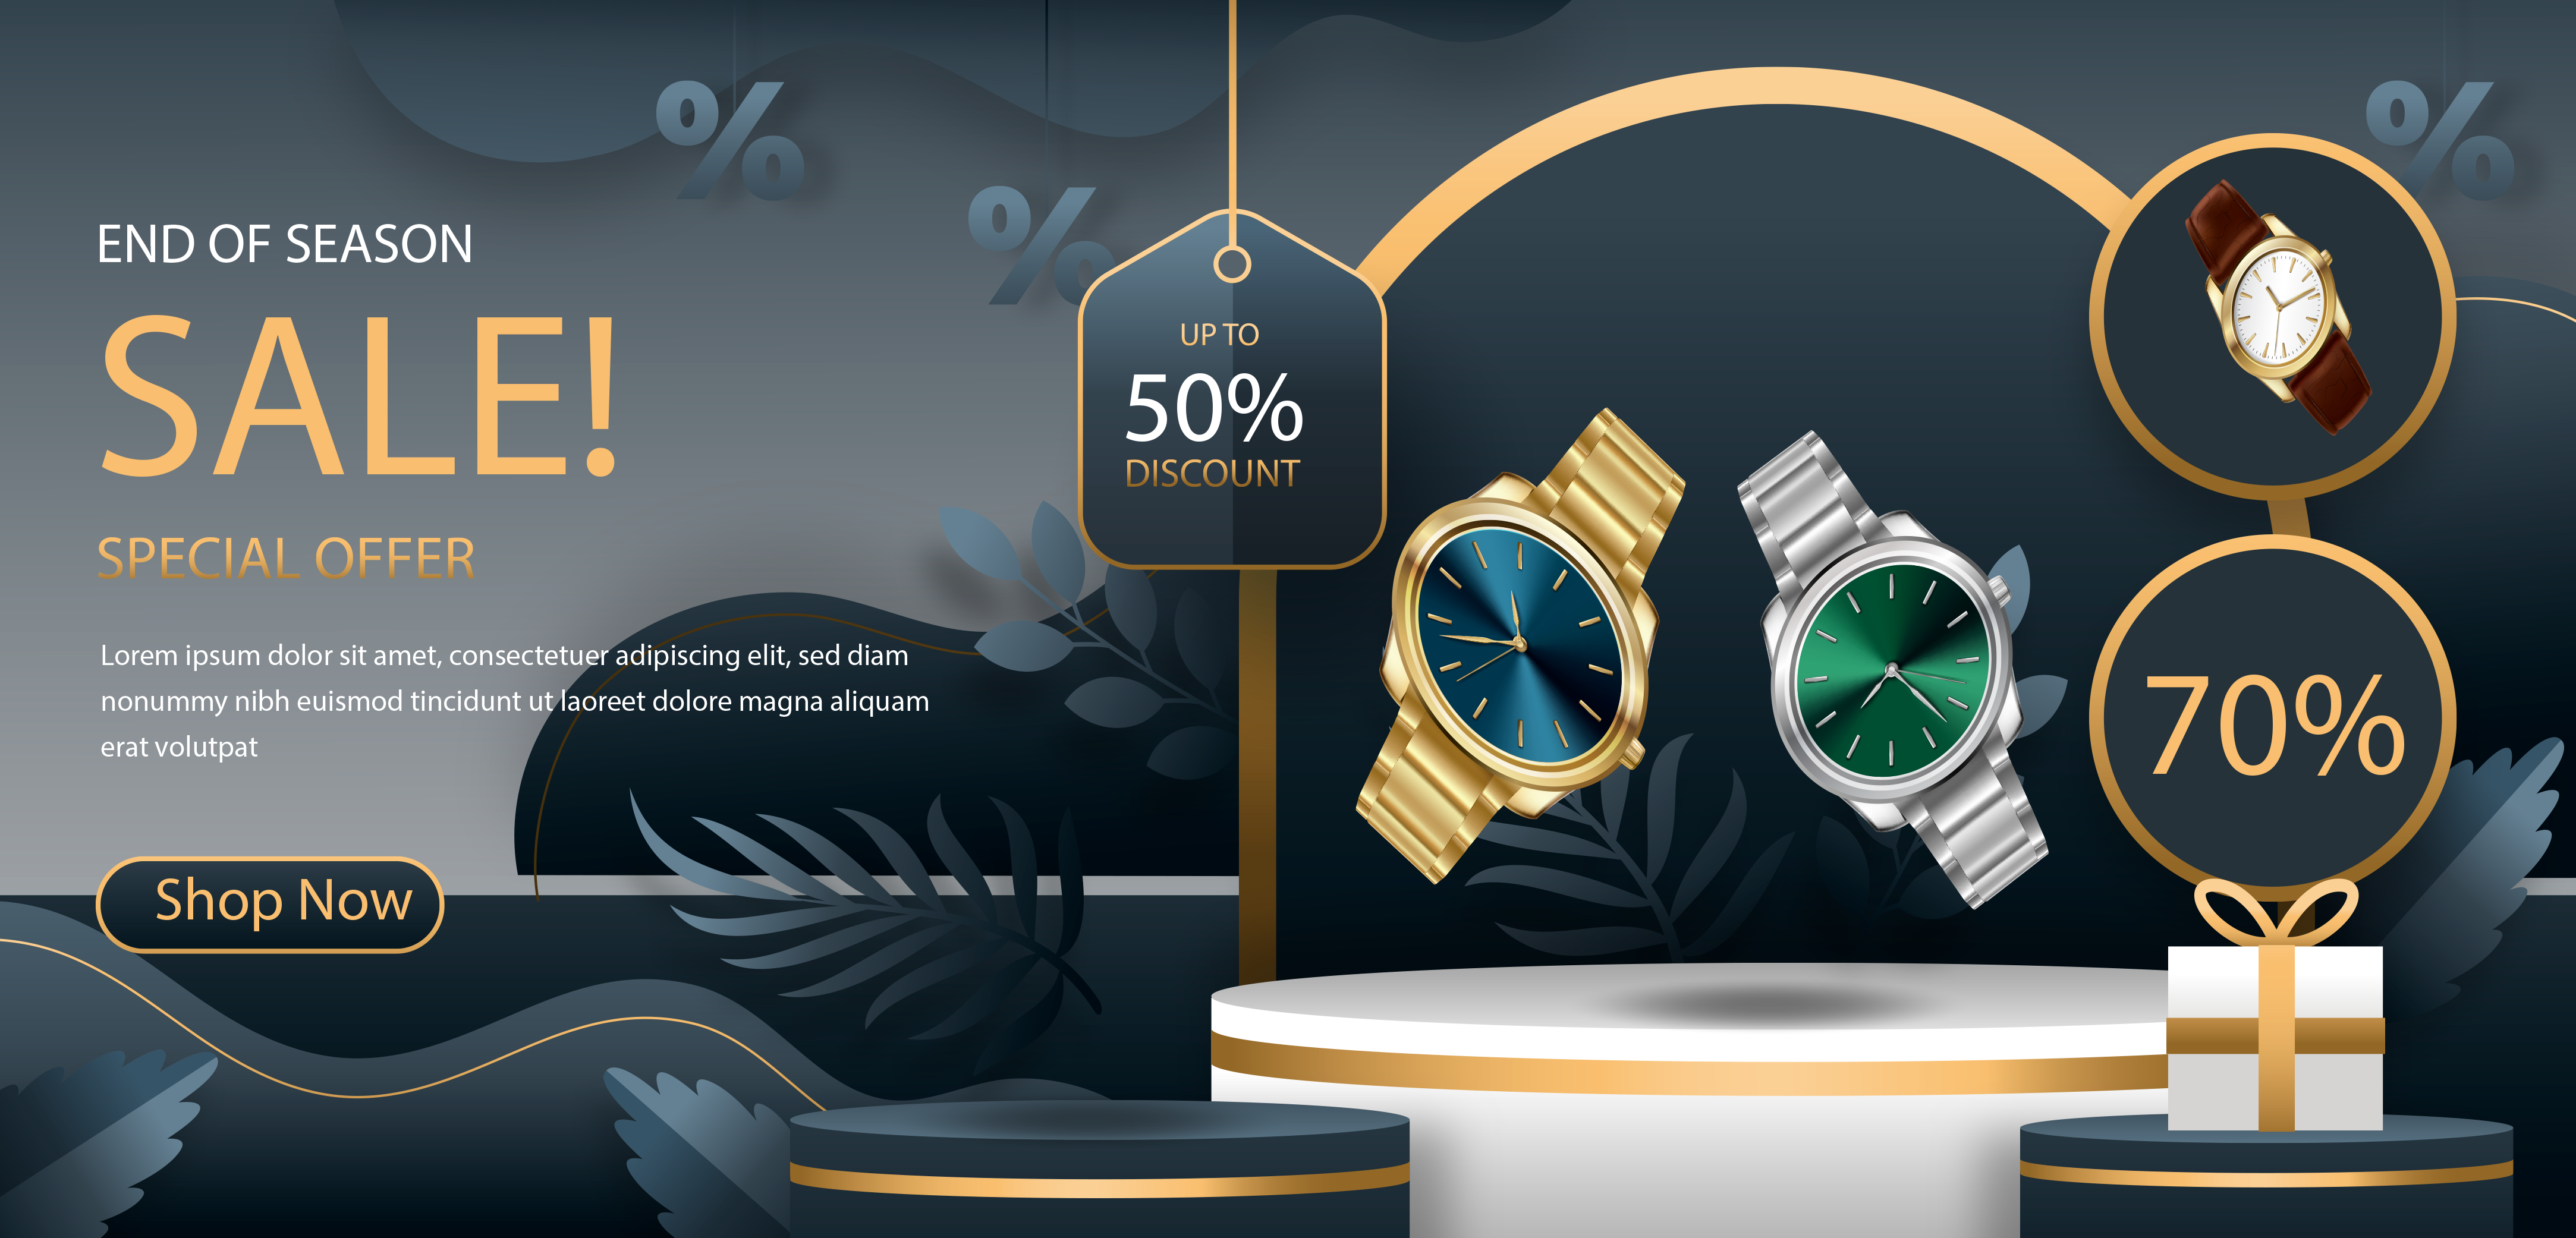 END OF SEASON
SALE!
SPECIAL OFFER
Lorem ipsum dolor sit amet, consectetuer adipiscing elit, sed diam
nonummy nibh euismod tincidunt ut laoreet dolore magna aliquam
erat volutpat
Shop Now
%
%
UP TO
50%
DISCOUNT
%
70%